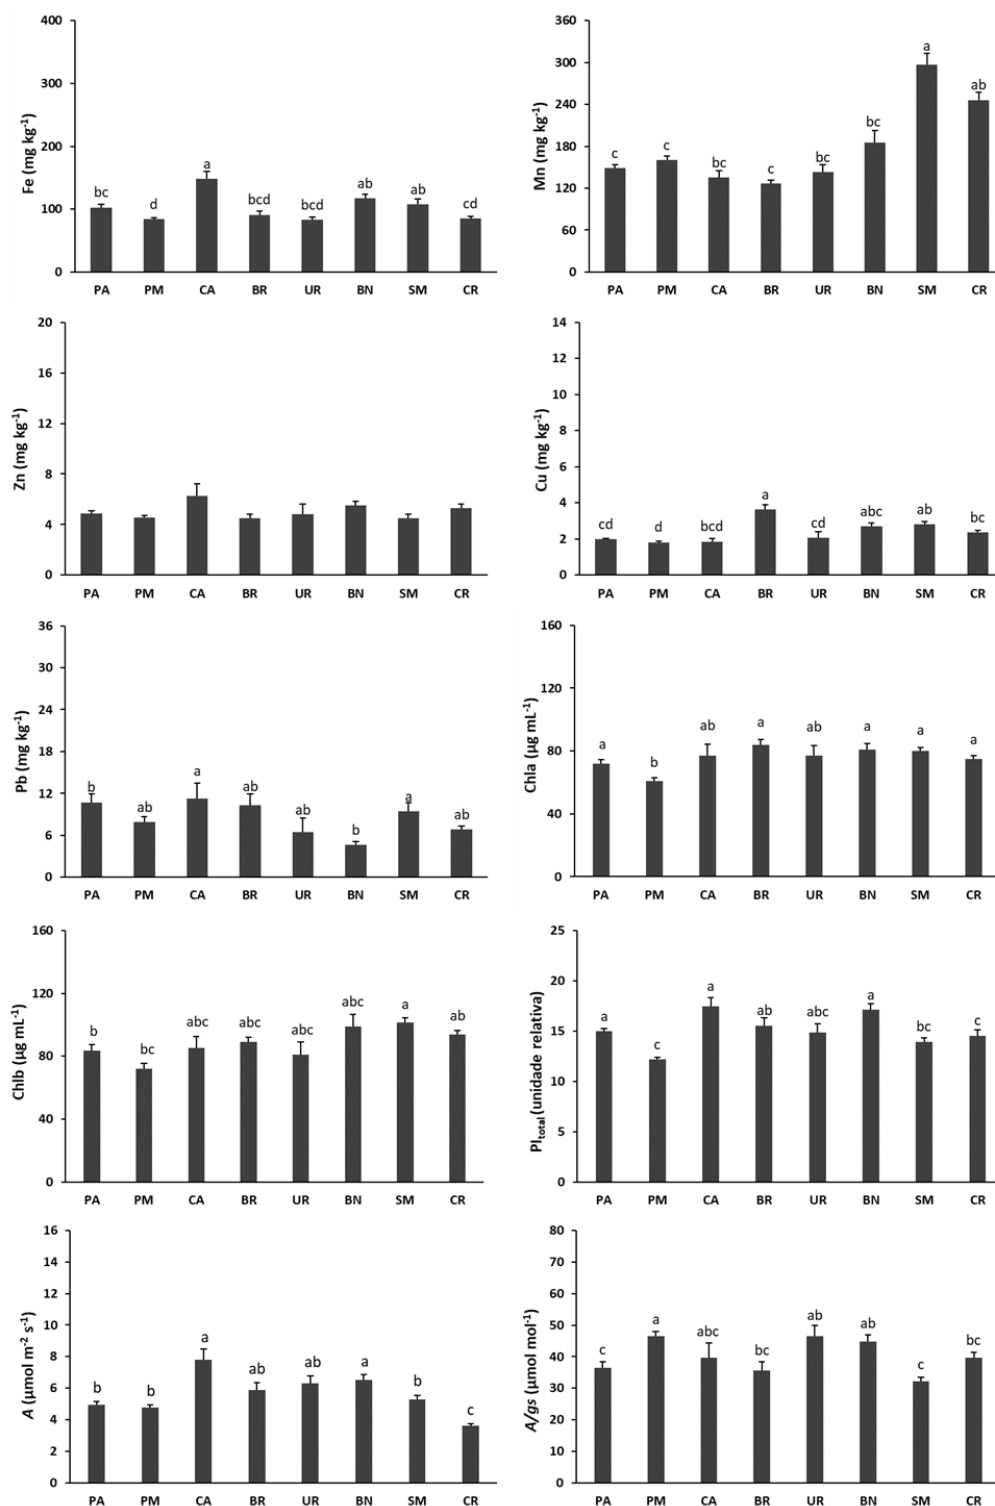 Fe (mg kg-1)
400
300
200
100
0
bc d a bcd bcd ab ab cd
PA PM CA BR UR BN SM CR
Mn (mg kg-1)
360
300
240
180
120
60
0
c c bc c bc bc a ab
PA PM CA BR UR BN SM CR
Zn (mg kg-1)
20
16
12
8
4
0
PA PM CA BR UR BN SM CR
Cu (mg kg-1)
14
12
10
8
6
4
2
0
cd d bcd a cd abc ab bc
PA PM CA BR UR BN SM CR
Pb (mg kg-1)
36
30
24
18
12
6
0
b ab a ab ab b a ab
PA PM CA BR UR BN SM CR
Chla (µg mL-1)
160
120
80
40
0
a b ab a ab a a a
PA PM CA BR UR BN SM CR
Chlb (µg mL-1)
160
120
80
40
0
b bc abc abc abc abc a ab
PA PM CA BR UR BN SM CR
PItotal (unidade relativa)
25
20
15
10
5
0
a c a ab abc a bc c
PA PM CA BR UR BN SM CR
A (µmol m-2 s-1)
16
14
12
10
8
6
4
2
0
b b a ab ab a b c
PA PM CA BR UR BN SM CR
A/gs (µmol mol-1)
80
70
60
50
40
30
20
10
0
c a abc bc ab ab c bc
PA PM CA BR UR BN SM CR